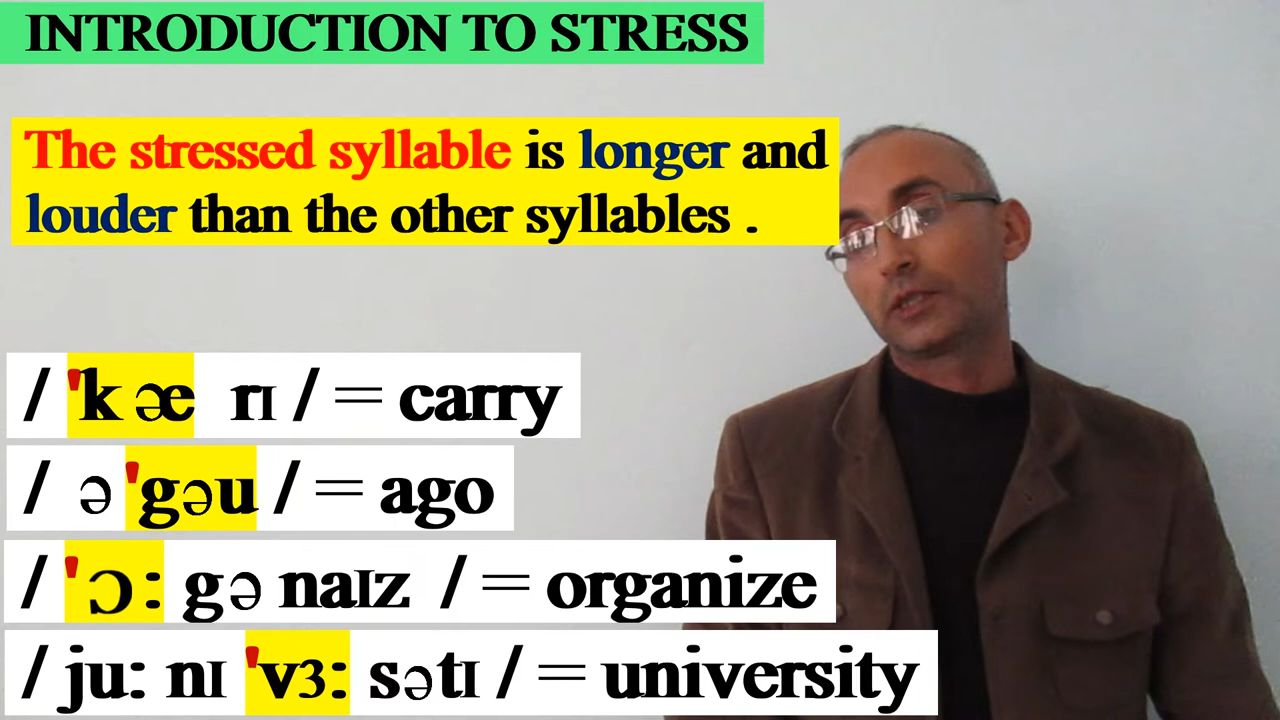 INTRODUCTION TO STRESS
The stressed syllable is longer and
louder than the other syllables .
/ 'k æ rɪ / = carry
/ ə 'gəu / = ago
/ 'ɔ: gə naɪz / = organize
/ ju: nɪ 'vɜ: sətɪ / = university